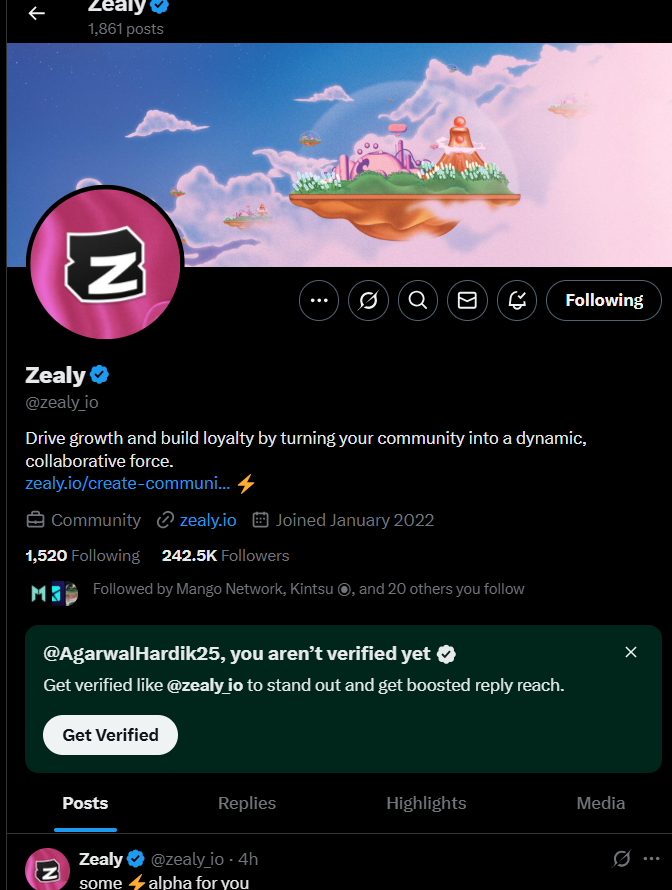 Zealy
1,861 posts
Z
Following
Zealy
@zealy_io
Drive growth and build loyalty by turning your community into a dynamic,
collaborative force.
zealy.io/create-communi... ⚡
Community zealy.io Joined January 2022
1,520 Following 242.5K Followers
Followed by Mango Network, Kintsu ◉, and 20 others you follow
@AgarwalHardik25, you aren’t verified yet
Get verified like @zealy_io to stand out and get boosted reply reach.
Get Verified
Posts Replies Highlights Media
Zealy @zealy_io · 4h
some ⚡alpha for you